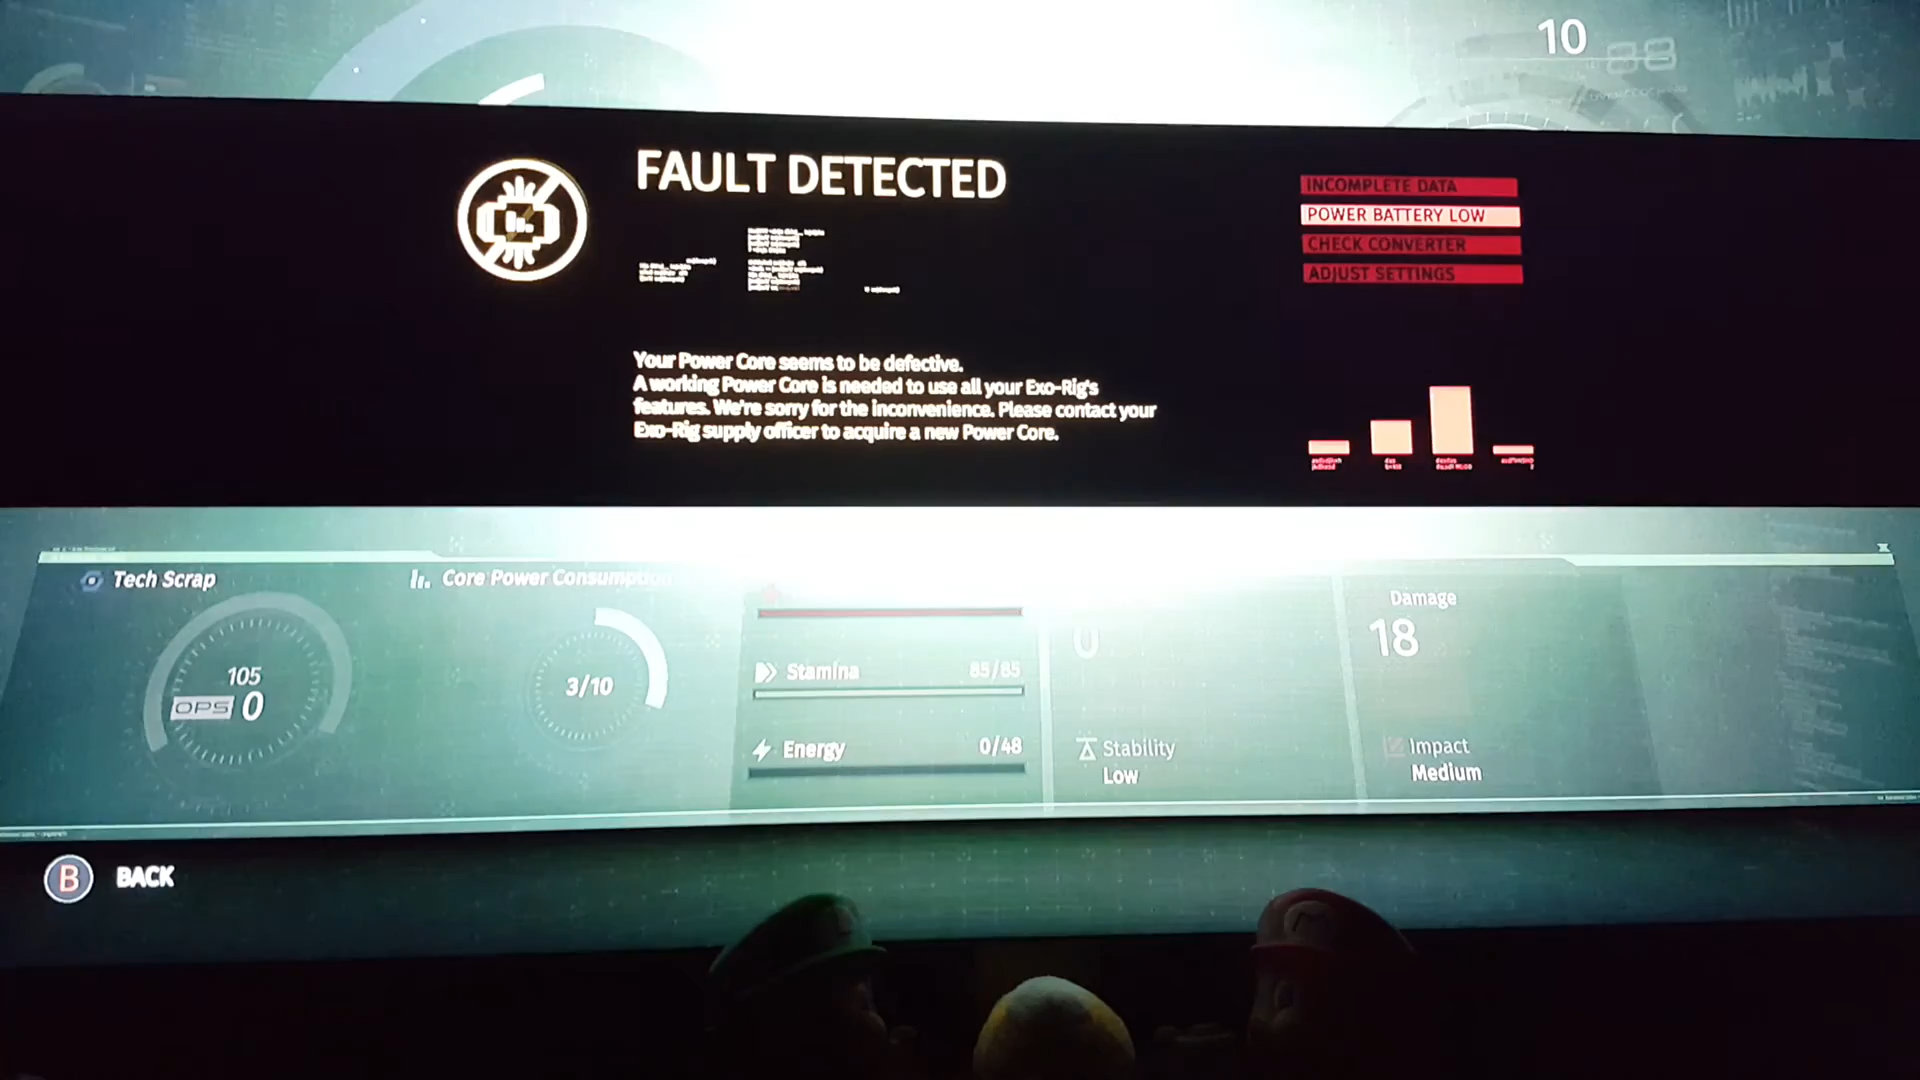 10
88
FAULT DETECTED
INCOMPLETE DATA
POWER BATTERY LOW
CHECK CONVERTER
ADJUST SETTINGS
Your Power Core seems to be defective.
A working Power Core is needed to use all your Exo-Rig's
features. We're sorry for the inconvenience. Please contact your
Exo-Rig supply officer to acquire a new Power Core.
Tech Scrap
105
OPS 0
Core Power Consumption
3/10
Stamina 85/85
Energy 0/48
0
Stability
Low
Damage
18
Impact
Medium
B BACK
M